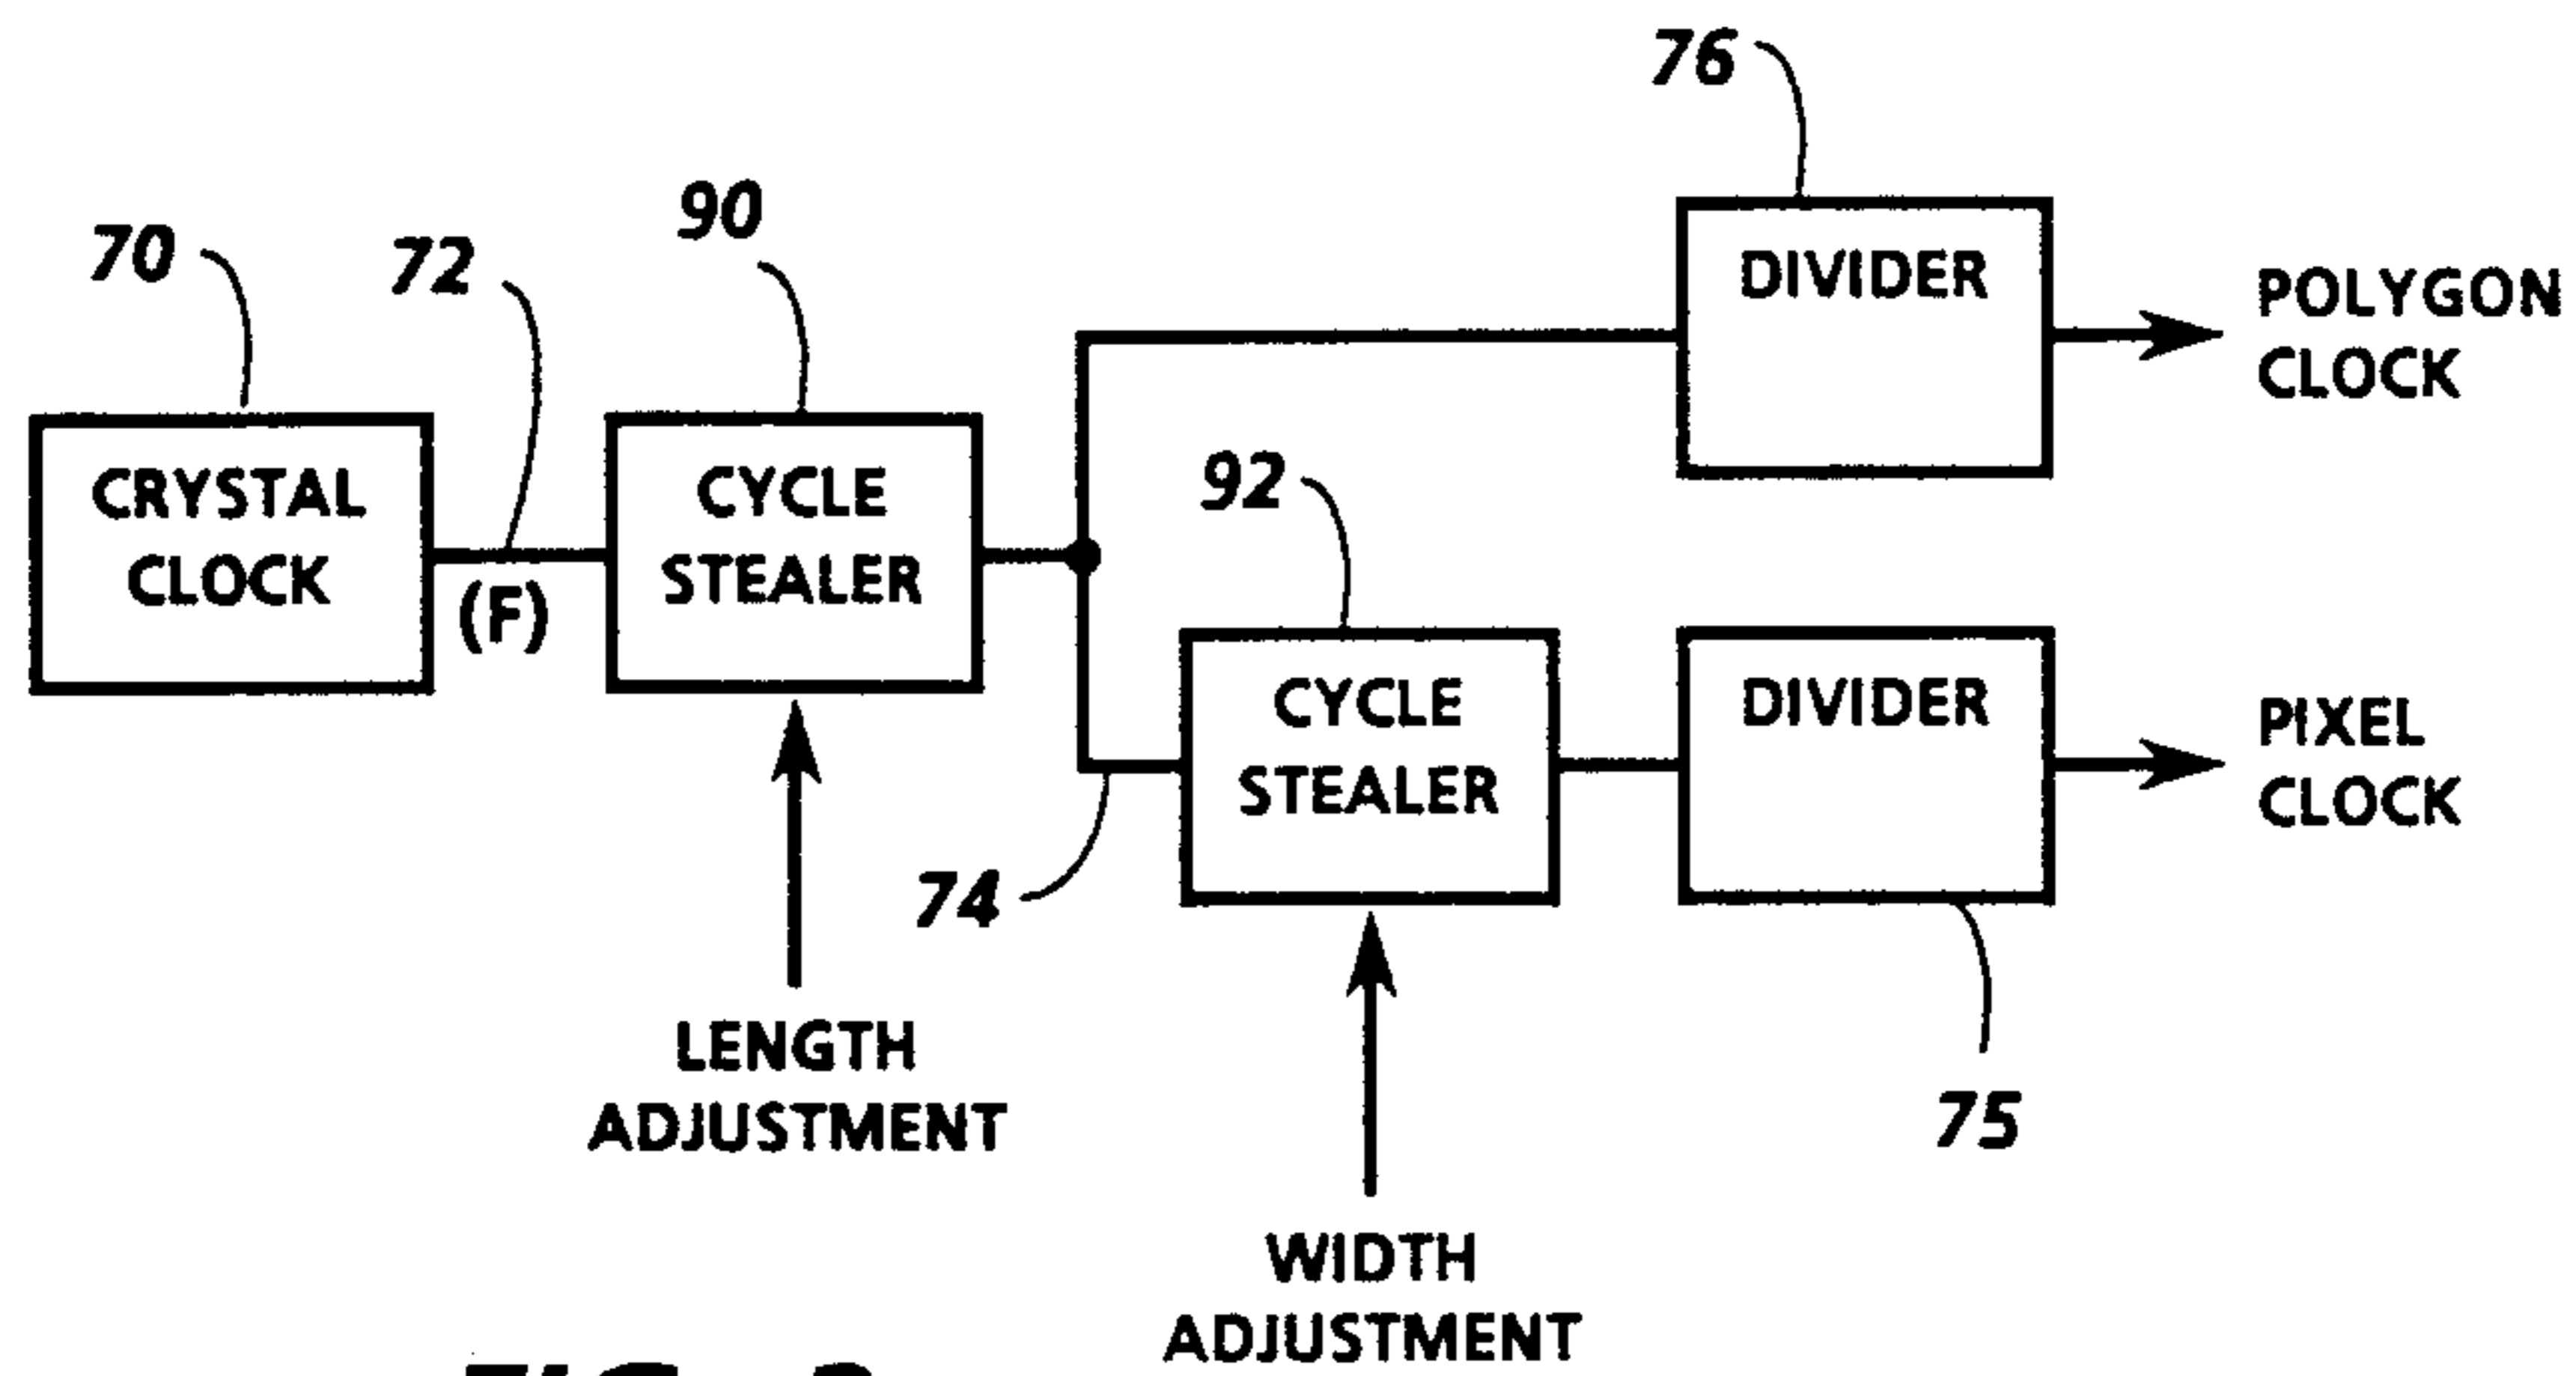 76
90
70
72
DIVIDER
POLYGON
CLOCK
CRYSTAL
CLOCK
(F)
CYCLE
STEALER
92
CYCLE
STEALER
DIVIDER
PIXEL
CLOCK
74
LENGTH
ADJUSTMENT
75
WIDTH
ADJUSTMENT